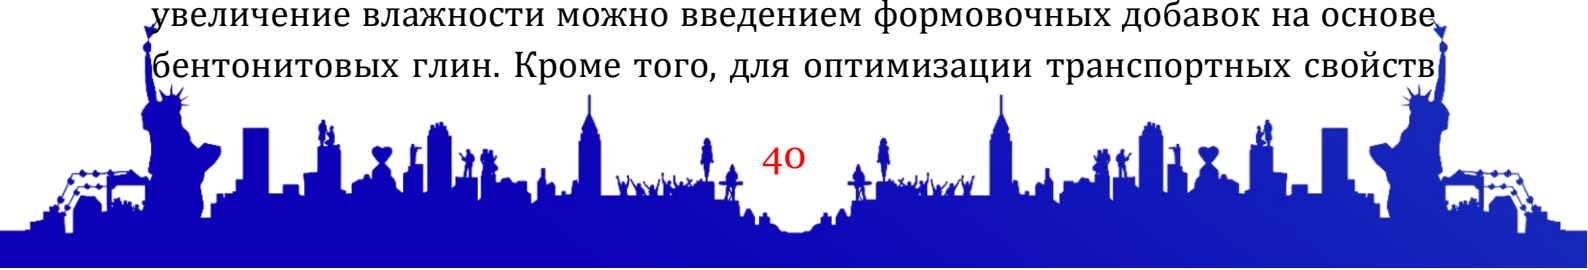 увеличение влажности можно введением формовочных добавок на основе
бентонитовых глин. Кроме того, для оптимизации транспортных свойств
40